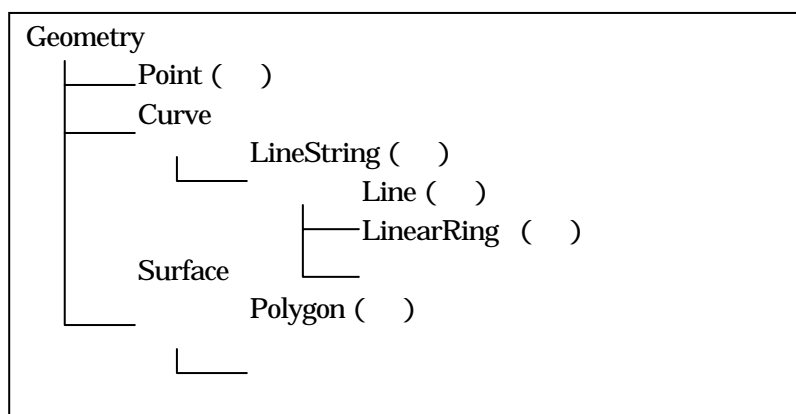 Geometry
Point (　)
Curve
LineString (　)
Line (　)
LinearRing (　)
Surface
Polygon (　)